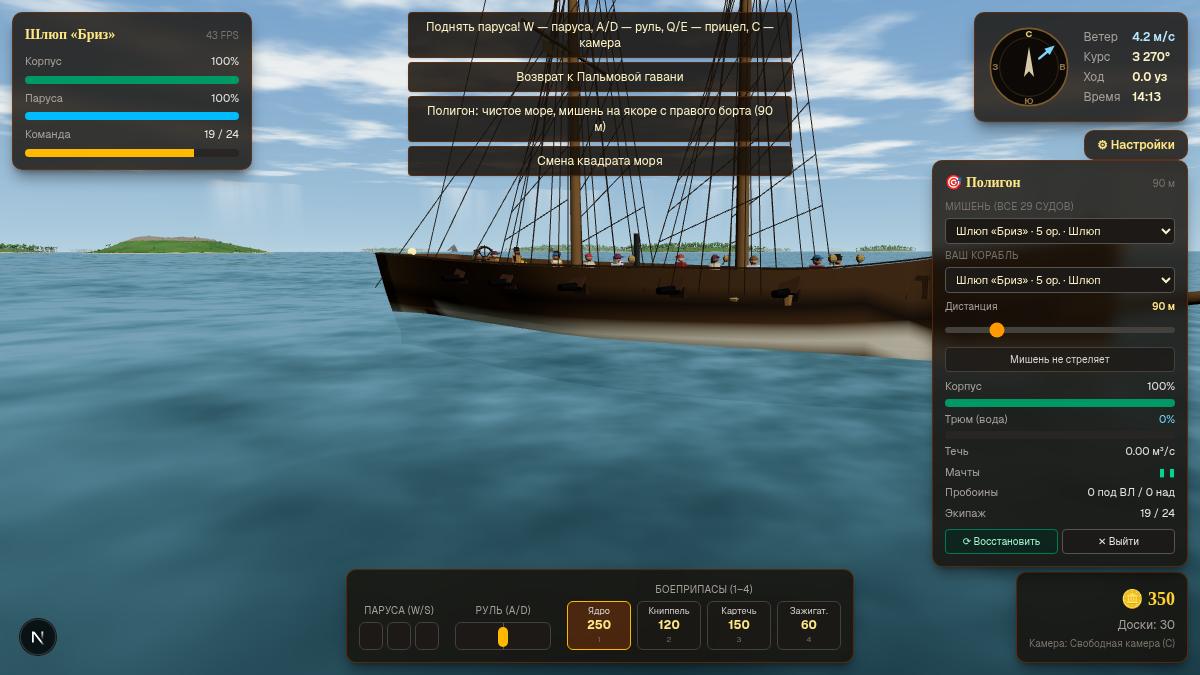 Шлюп «Бриз»
43 FPS
Корпус
100%
Паруса
100%
Команда
19 / 24
Поднять паруса! W — паруса, A/D — руль, Q/E — прицел, C —
камера
Возврат к Пальмовой гавани
Полигон: чистое море, мишень на якоре с правого борта (90
м)
Смена квадрата моря
С
З
В
Ю
Ветер 4.2 м/с
Курс З 270°
Ход 0.0 уз
Время 14:13
⚙ Настройки
🎯 Полигон
90 м
МИШЕНЬ (ВСЕ 29 СУДОВ)
Шлюп «Бриз» · 5 ор. · Шлюп
ВАШ КОРАБЛЬ
Шлюп «Бриз» · 5 ор. · Шлюп
Дистанция 90 м
Мишень не стреляет
Корпус 100%
Трюм (вода) 0%
Течь 0.00 м³/с
Мачты
Пробоины 0 под ВЛ / 0 над
Экипаж 19 / 24
⟳ Восстановить
✕ Выйти
ПАРУСА (W/S)
РУЛЬ (A/D)
БОЕПРИПАСЫ (1–4)
Ядро
250
1
Книппель
120
2
Картечь
150
3
Зажигат.
60
4
🪙 350
Доски: 30
Камера: Свободная камера (C)
N